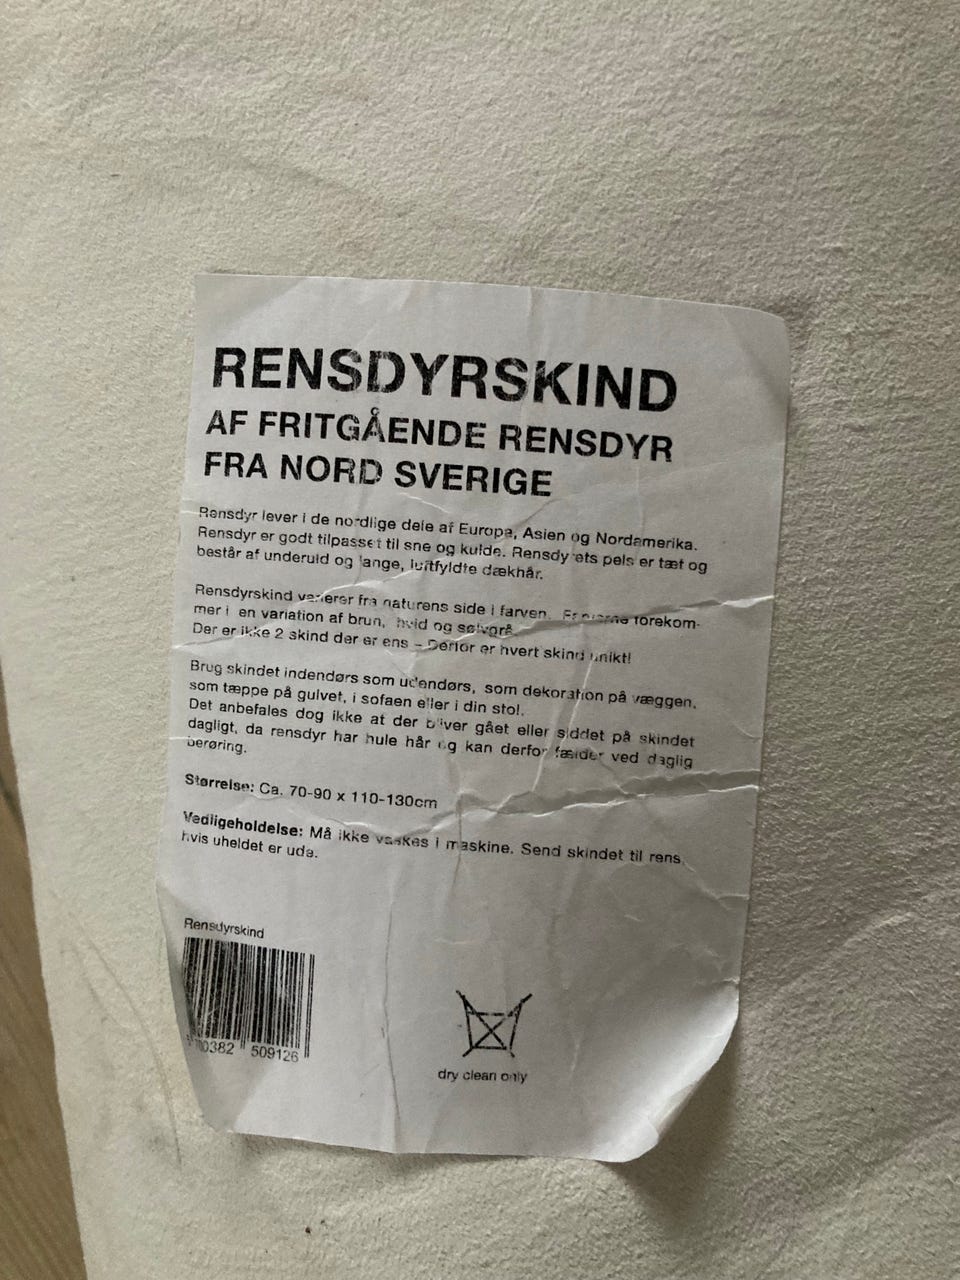 RENSDYRSKIND
AF FRITGÅENDE RENSDYR
FRA NORD SVERIGE
Rensdyr lever i de nordlige dele af Europa, Asien og Nordamerika.
Rensdyr er godt tilpasset til sne og kulde. Rensdyrets pels er tæt og
består af underuld og lange, luftfyldte dækhår.
Rensdyrskind varierer fra naturens side i farven. forekom-
mer i en variation af brun, hvid og sølvgrå.
Der er ikke 2 skind der er ens – Derfor er hvert skind unikt!
Brug skindet indendørs som udendørs, som dekoration på væggen,
som tæppe på gulvet, i sofaen eller i din stol.
Det anbefales dog ikke at der bliver gået eller siddet på skindet
dagligt, da rensdyr har hule hår og kan derfor fælder ved daglig
berøring.
Størrelse: Ca. 70-90 x 110-130cm
Vedligeholdelse: Må ikke vaskes i maskine. Send skindet til rens,
hvis uheldet er ude.
Rensdyrskind
509126
dry clean only